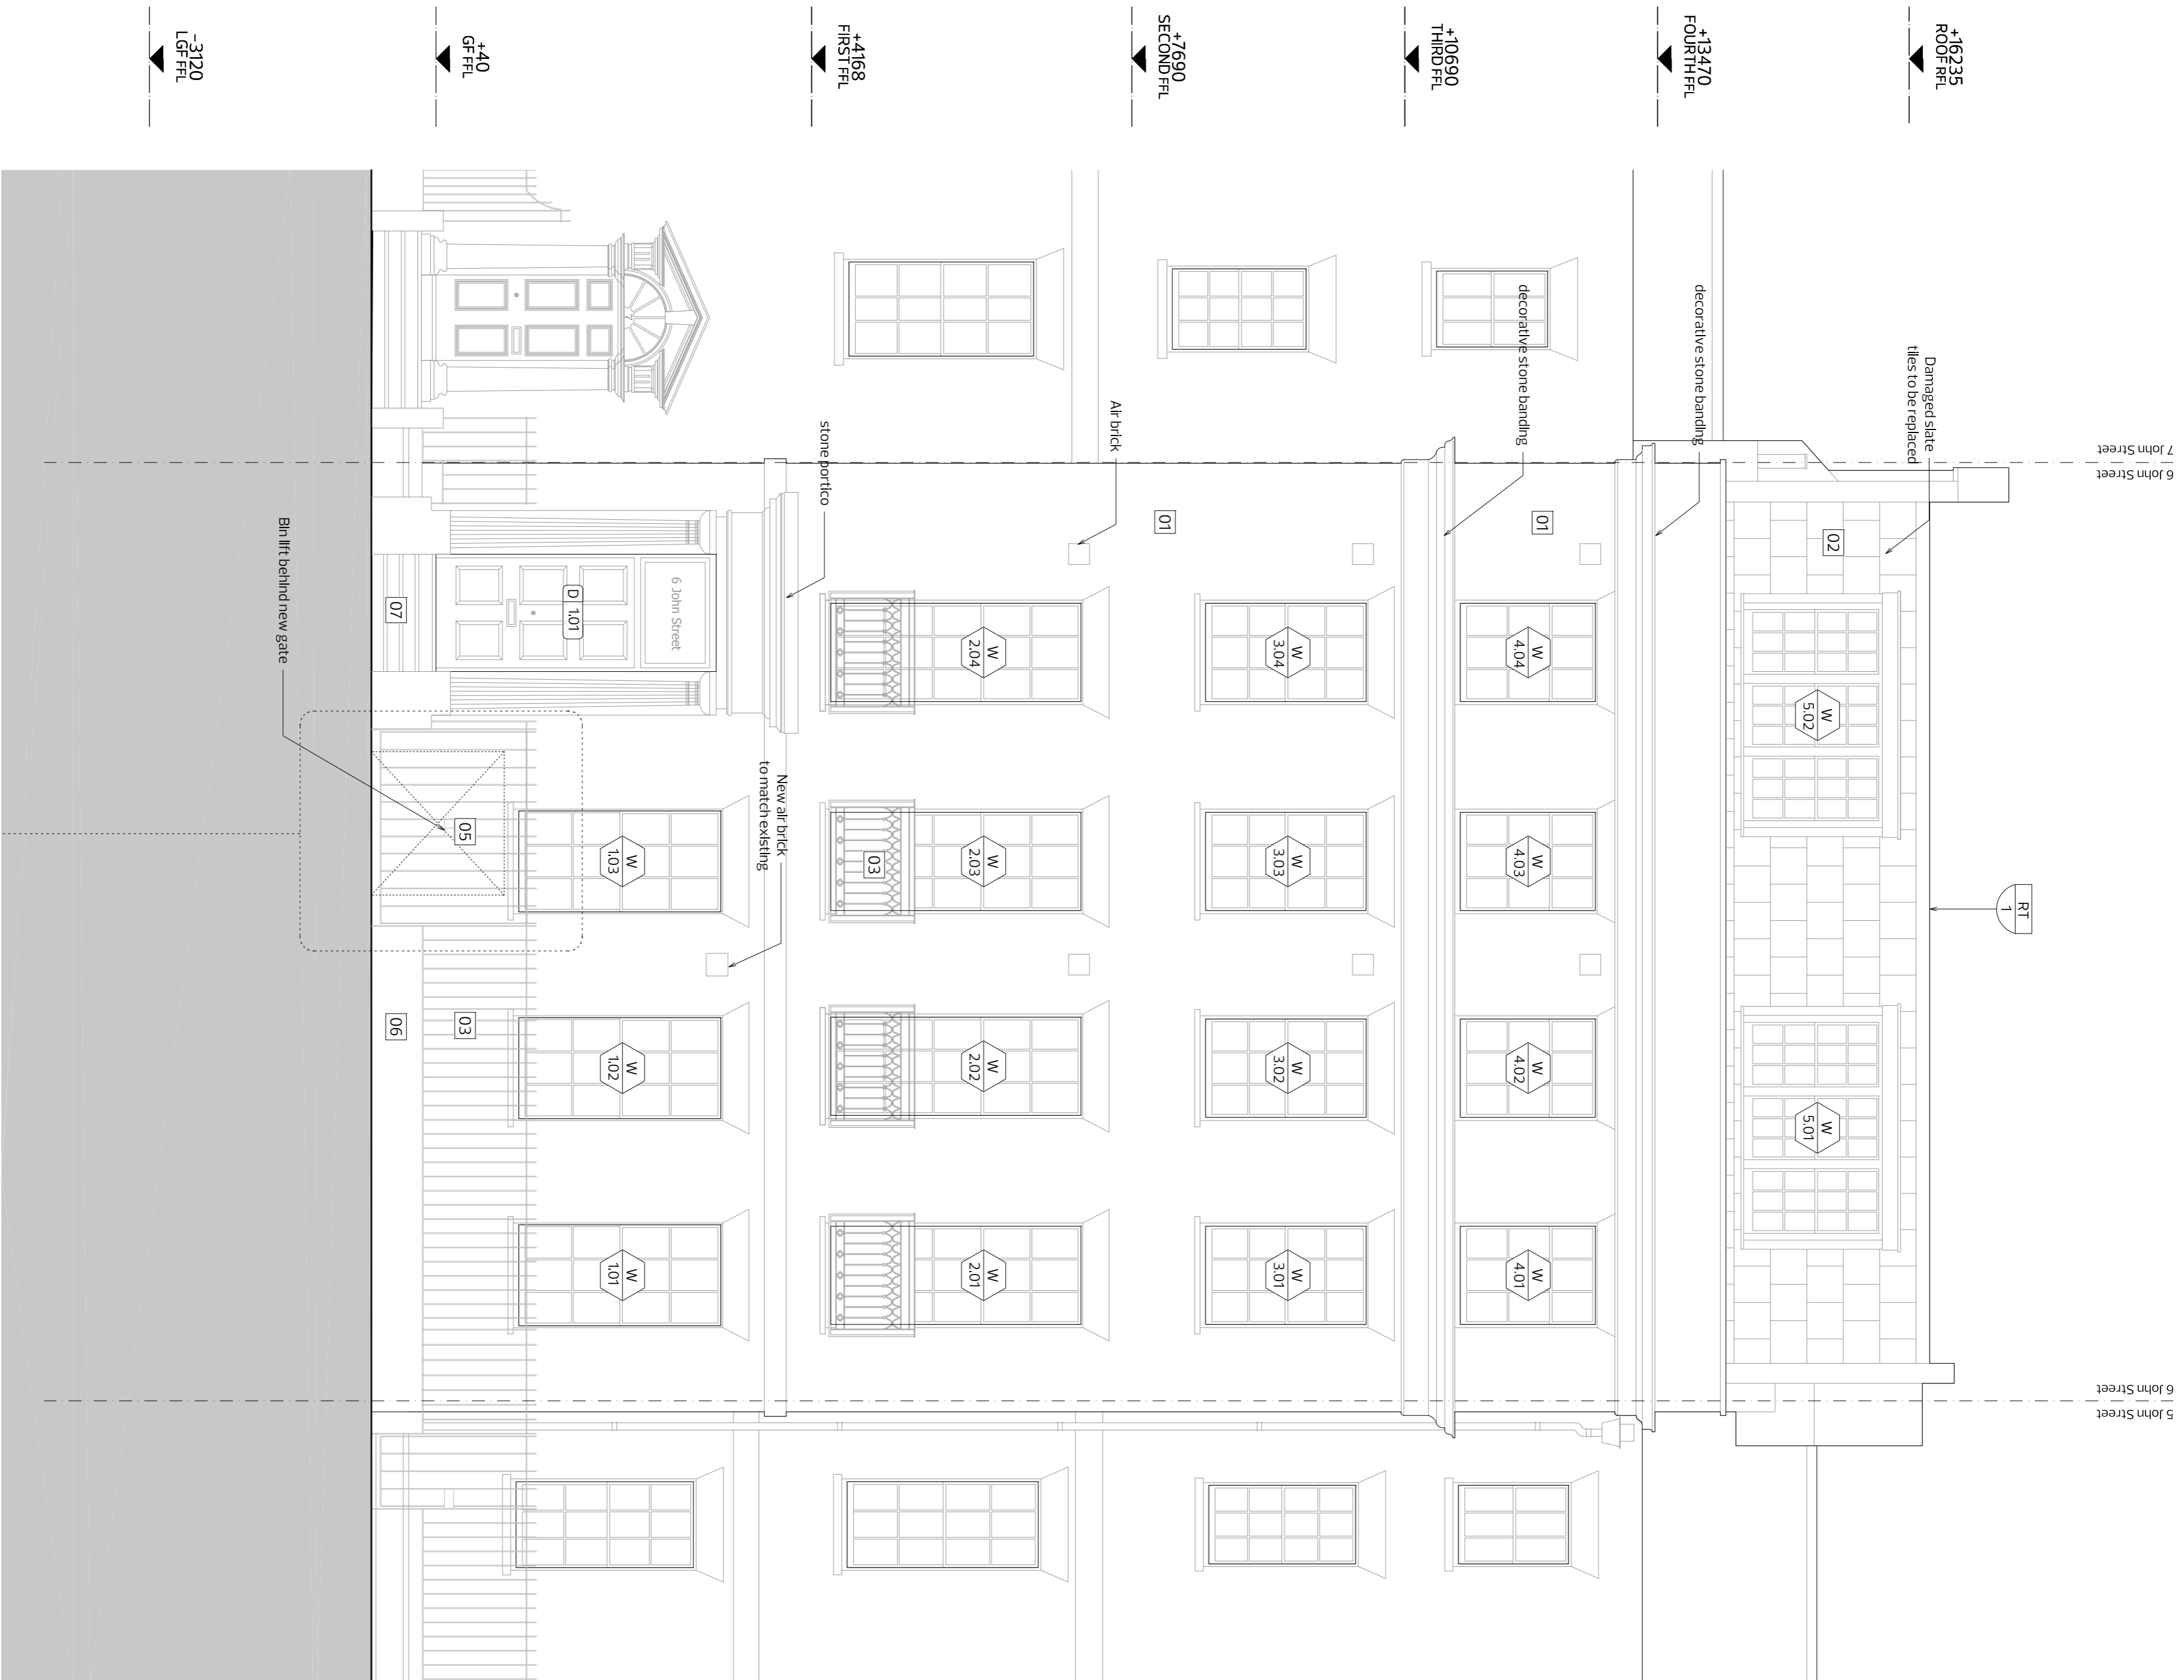 +16235
ROOF RFL
+13470
FOURTH FFL
+10690
THIRD FFL
+7690
SECOND FFL
+4168
FIRST FFL
+40
GF FFL
-3120
LGF FFL
7 John Street
6 John Street
6 John Street
5 John Street
RT
1
Damaged slate
tiles to be replaced
02
W
5.02
W
5.01
decorative stone banding
01
W
4.04
W
4.03
W
4.02
W
4.01
decorative stone banding
W
3.04
W
3.03
W
3.02
W
3.01
01
Air brick
W
2.04
W
2.03
W
2.02
W
2.01
03
stone portico
New air brick
to match existing
6 John Street
D 1.01
W
1.03
W
1.02
W
1.01
05
03
07
06
Bin lift behind new gate